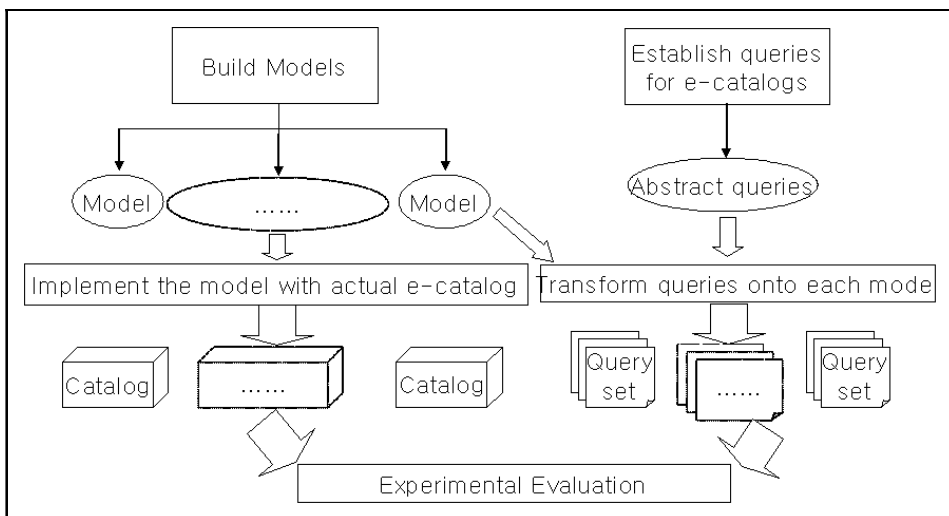 Build Models
Establish queries
for e-catalogs
Model
......
Model
Abstract queries
Implement the model with actual e-catalog
Transform queries onto each mode
Catalog
......
Catalog
Query
set
......
Query
set
Experimental Evaluation